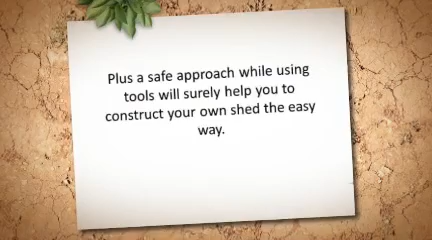 Plus a safe approach while using
tools will surely help you to
construct your own shed the easy
way.